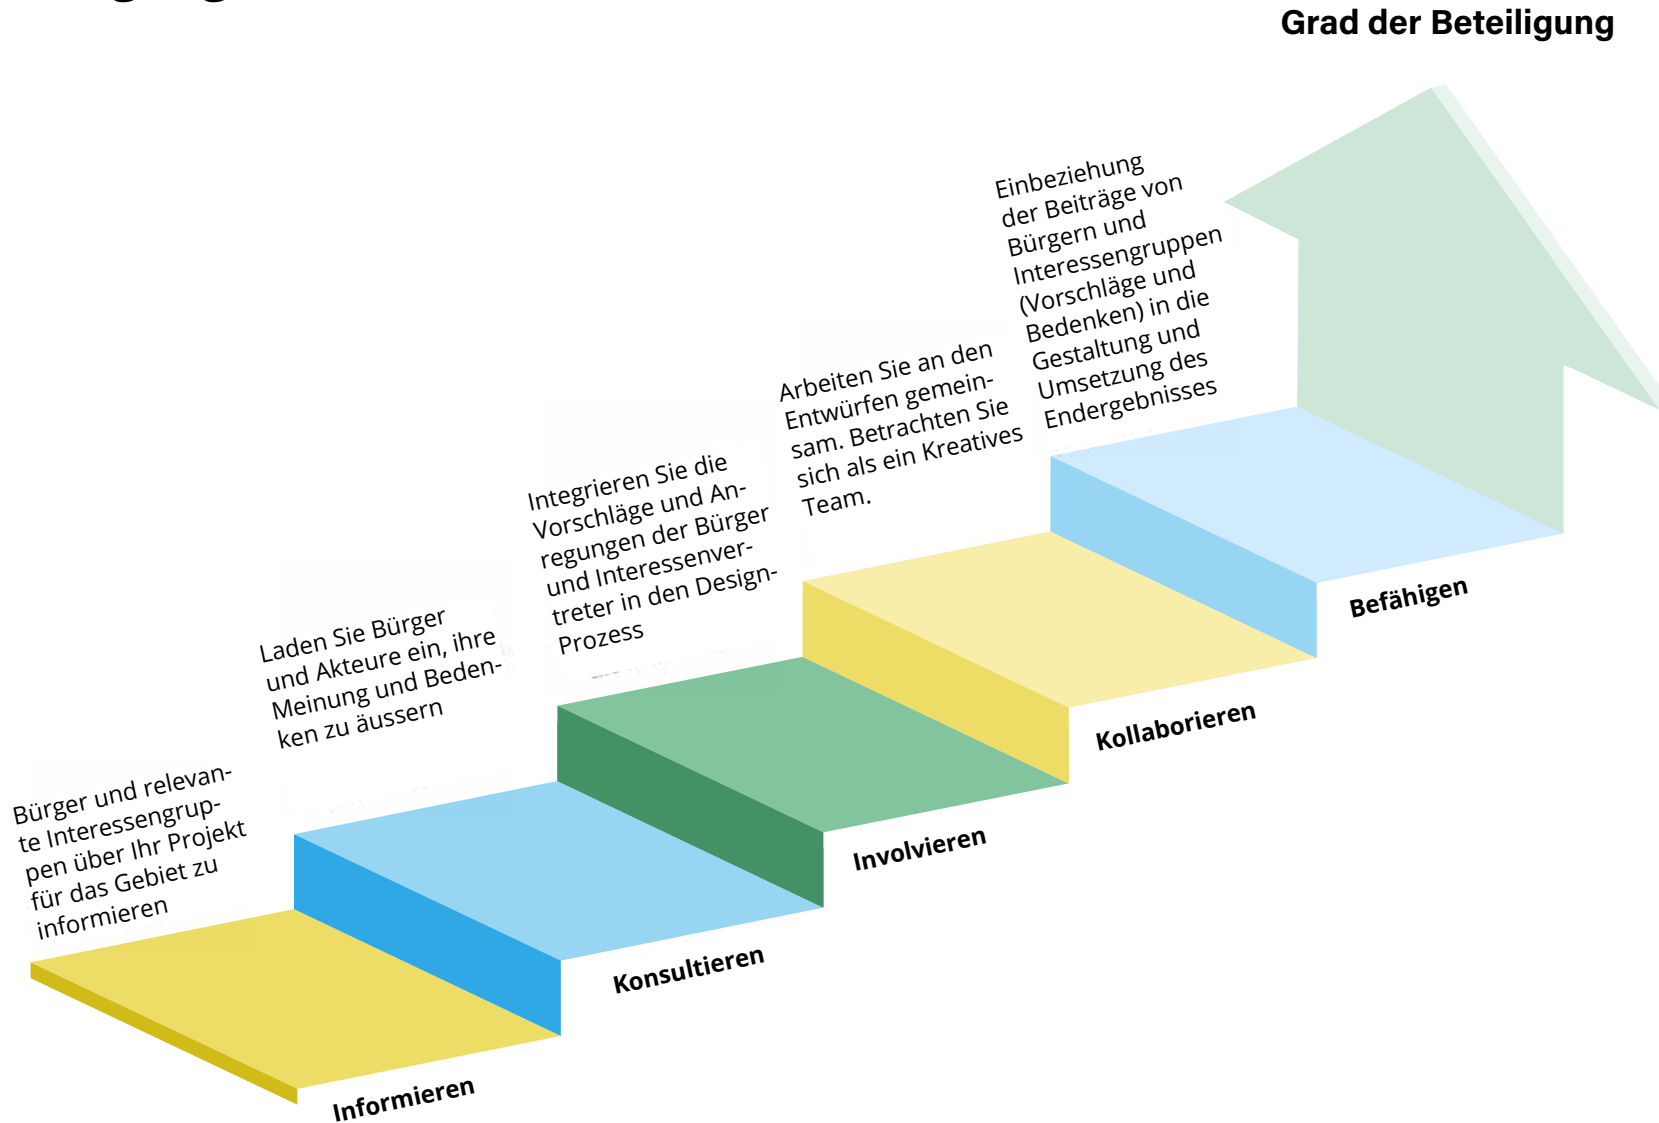 Grad der Beteiligung
Einbeziehung
der Beiträge von
Bürgern und
Interessengruppen
(Vorschläge und
Bedenken) in die
Gestaltung und
Umsetzung des
Endergebnisses
Arbeiten Sie an den
Entwürfen gemein-
sam. Betrachten Sie
sich als ein Kreatives
Team.
Integrieren Sie die
Vorschläge und An-
regungen der Bürger
und Interessenver-
treter in den Design-
Prozess
Laden Sie Bürger
und Akteure ein, ihre
Meinung und Beden-
ken zu äussern
Bürger und relevan-
te Interessengrup-
pen über Ihr Projekt
für das Gebiet zu
informieren
Befähigen
Kollaborieren
Involvieren
Konsultieren
Informieren